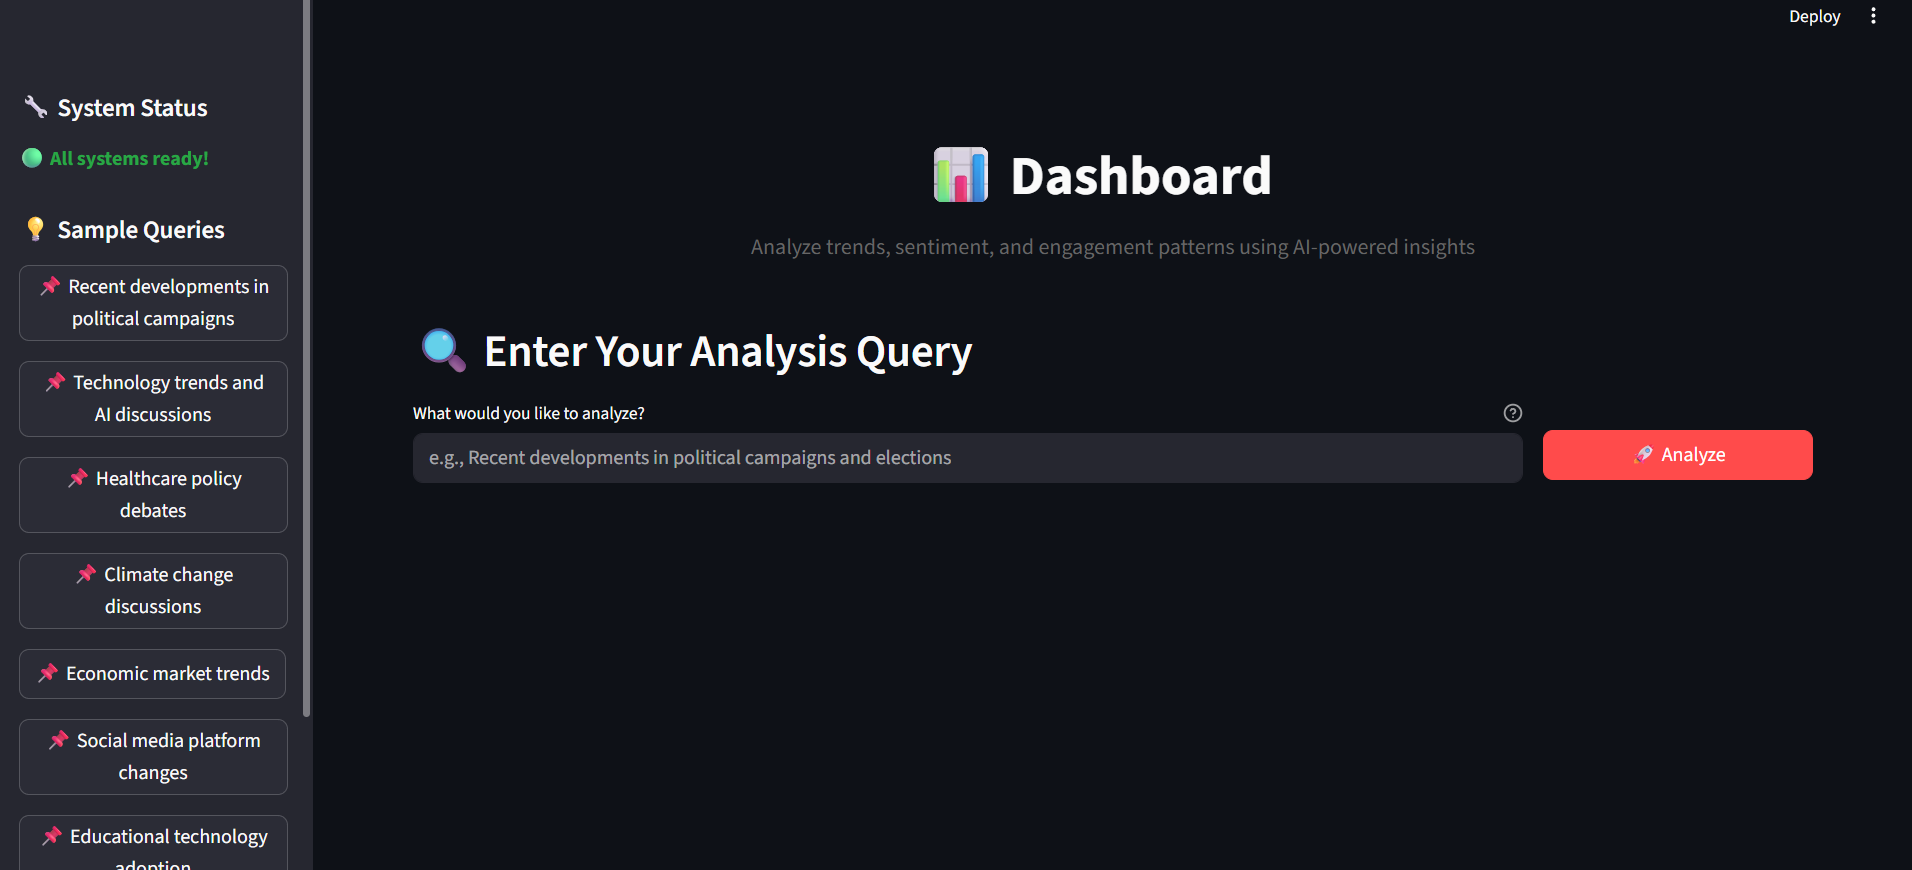 Deploy
System Status
All systems ready!
Sample Queries
Recent developments in
political campaigns
Technology trends and
AI discussions
Healthcare policy
debates
Climate change
discussions
Economic market trends
Social media platform
changes
Educational technology
adoption
Dashboard
Analyze trends, sentiment, and engagement patterns using AI-powered insights
Enter Your Analysis Query
What would you like to analyze?
e.g., Recent developments in political campaigns and elections
Analyze